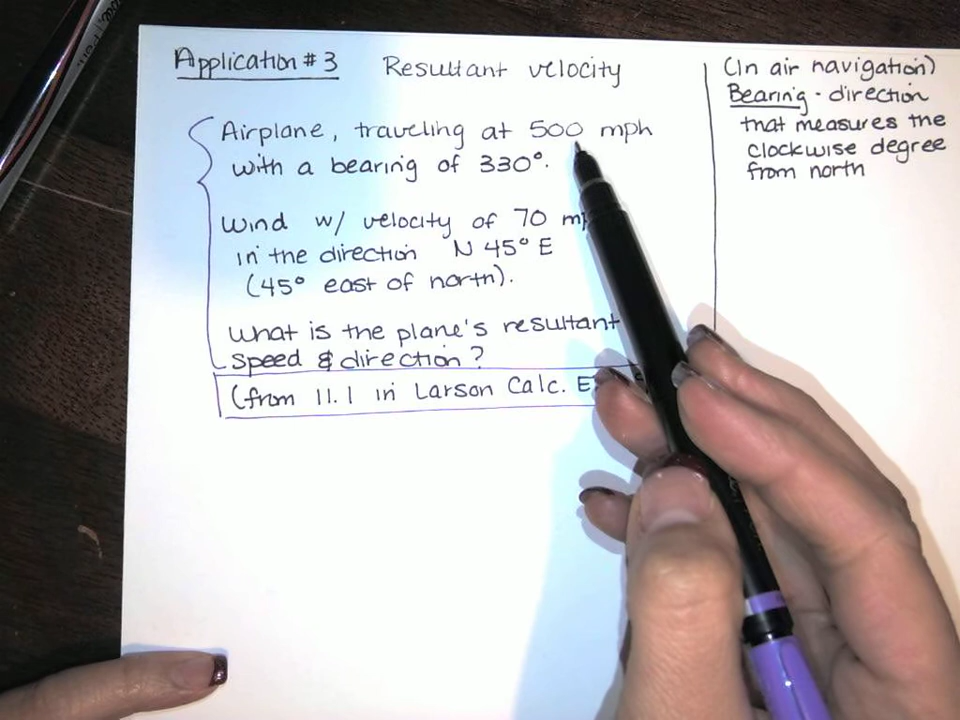 Application # 3 Resultant velocity
Airplane, traveling at 500 mph
with a bearing of 330°.
Wind w/ velocity of 70
in the direction N 45° E
(45° east of north).
What is the plane's resultant
speed & direction?
(from 11.1 in Larson Calc.
(In air navigation)
Bearing - direction
that measures the
clockwise degree
from north